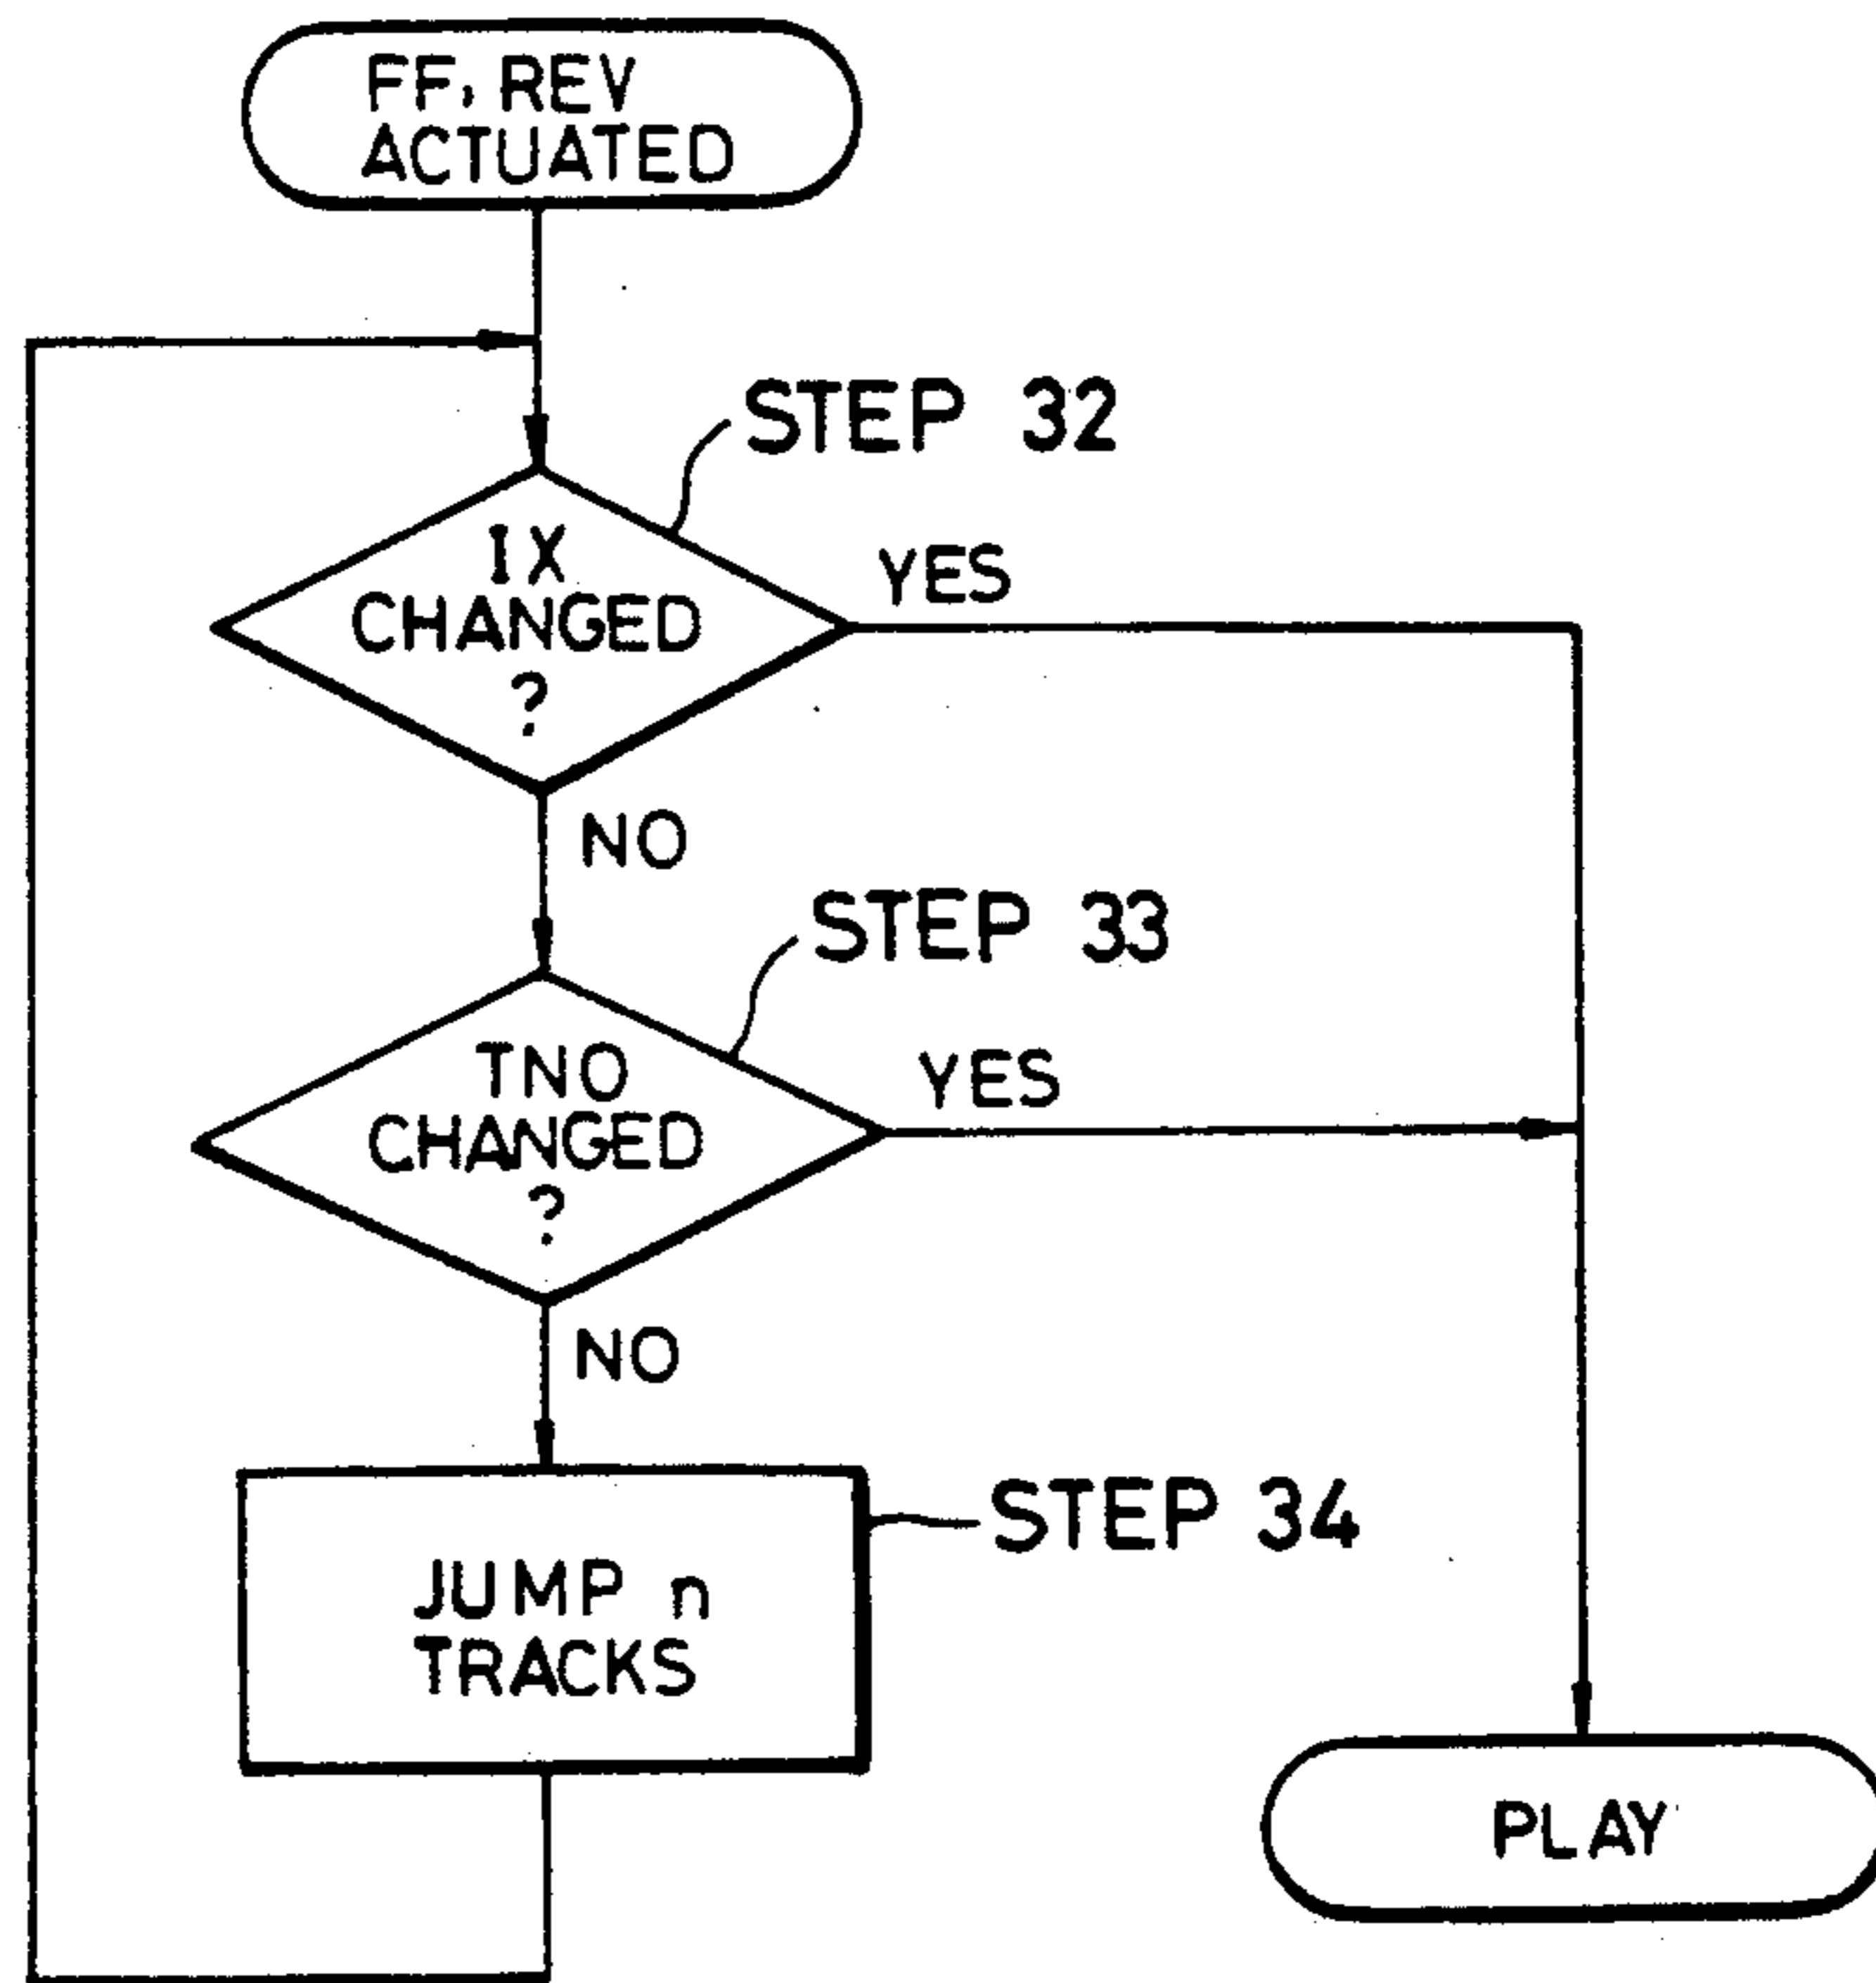 FF, REV
ACTUATED
STEP 32
IX
CHANGED
?
YES
NO
STEP 33
TNO
CHANGED
?
YES
NO
STEP 34
JUMP n
TRACKS
PLAY